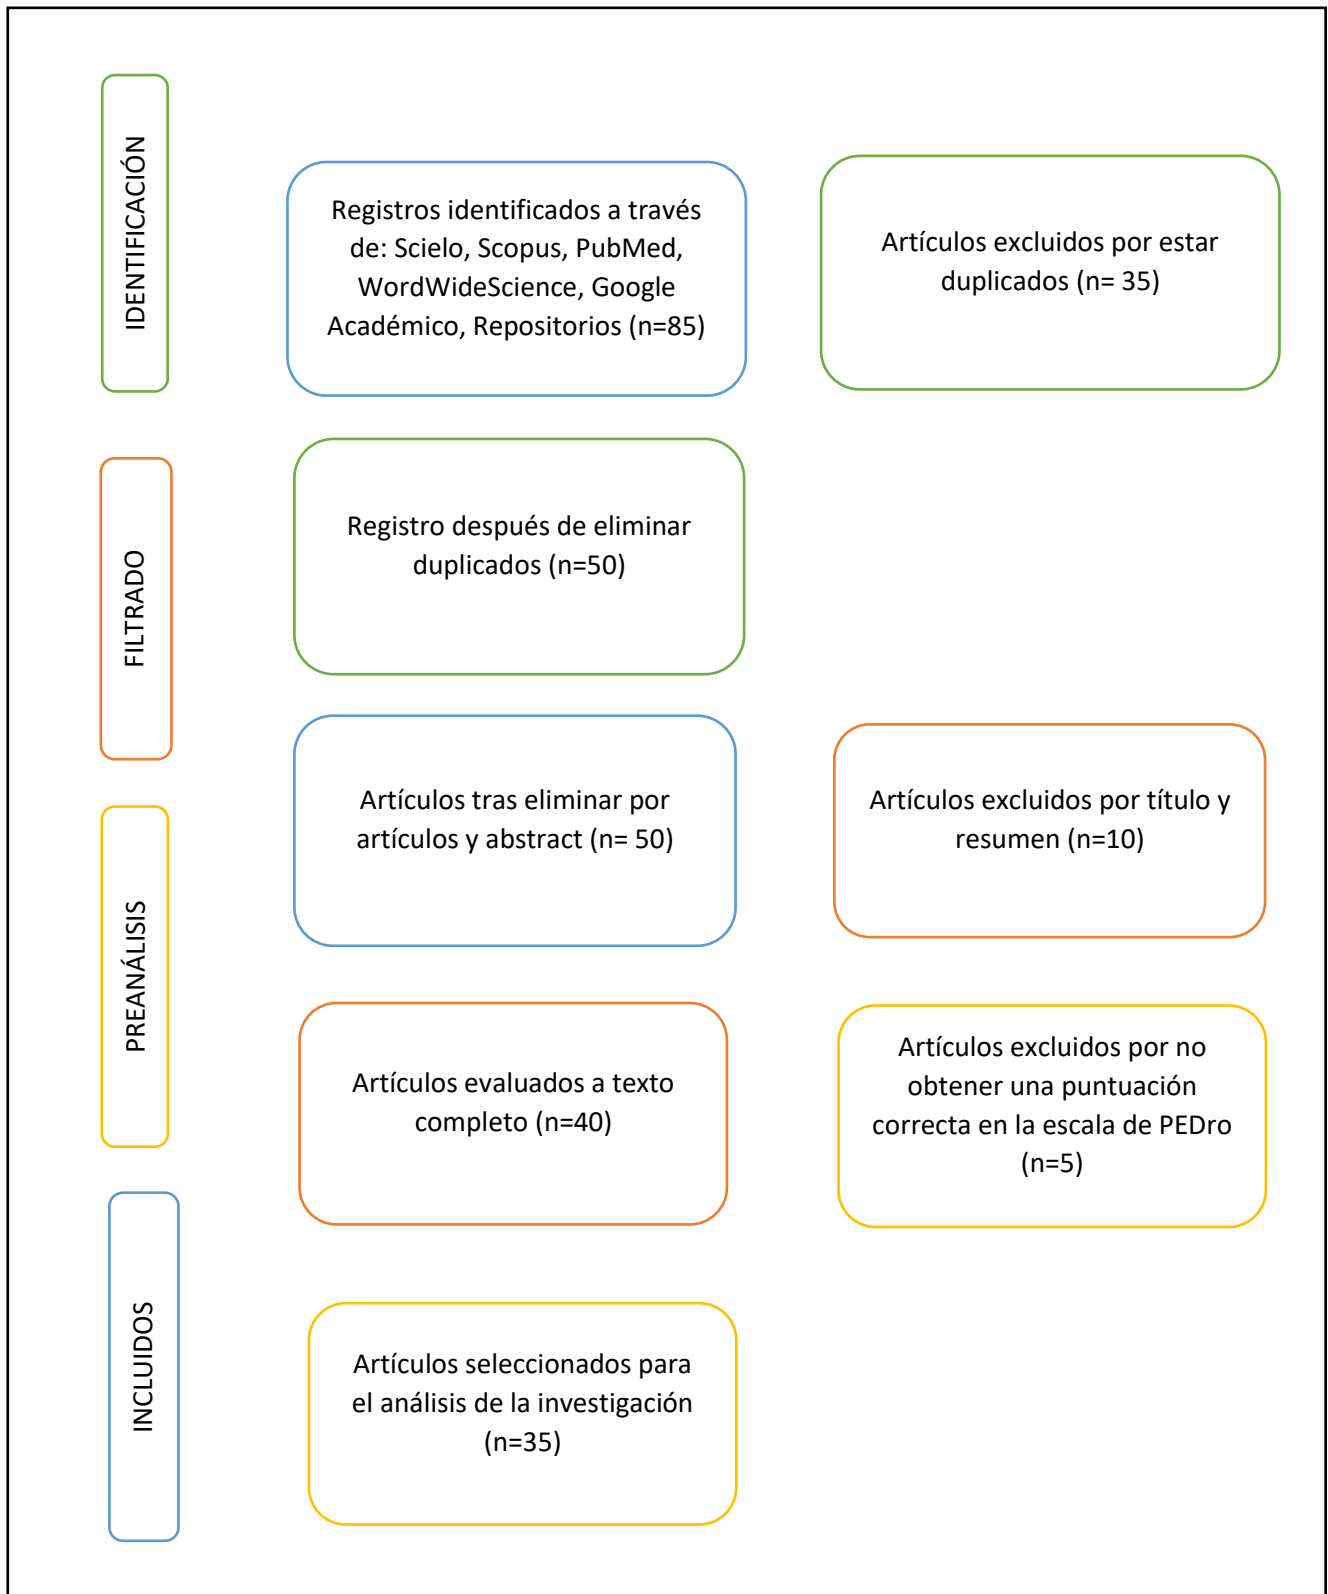 IDENTIFICACIÓN
Registros identificados a través
de: Scielo, Scopus, PubMed,
WordWideScience, Google
Académico, Repositorios (n=85)
Artículos excluidos por estar
duplicados (n= 35)
FILTRADO
Registro después de eliminar
duplicados (n=50)
Artículos tras eliminar por
artículos y abstract (n= 50)
Artículos excluidos por título y
resumen (n=10)
PREANÁLISIS
Artículos evaluados a texto
completo (n=40)
Artículos excluidos por no
obtener una puntuación
correcta en la escala de PEDro
(n=5)
INCLUIDOS
Artículos seleccionados para
el análisis de la investigación
(n=35)